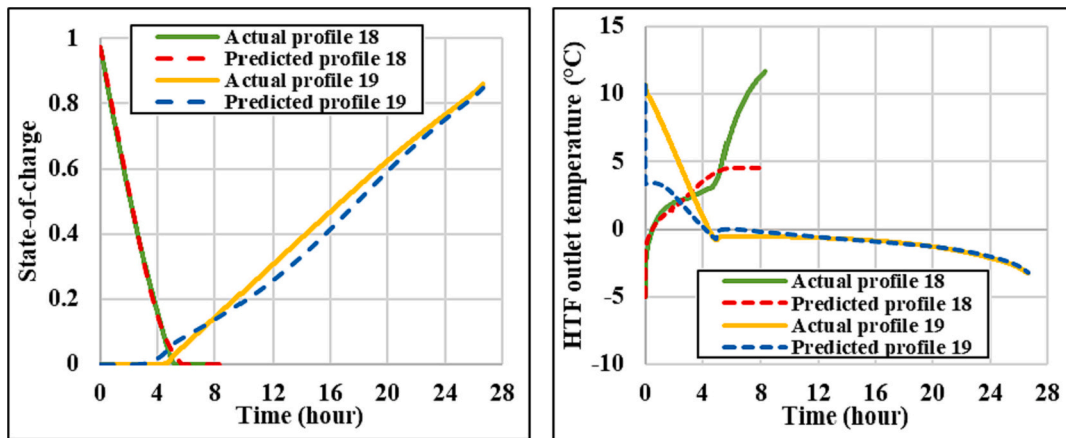 Actual profile 18
Predicted profile 18
Actual profile 19
Predicted profile 19
State-of-charge
1
0.8
0.6
0.4
0.2
0
0 4 8 12 16 20 24 28
Time (hour)
HTF outlet temperature (°C)
15
10
5
0
-5
-10
Actual profile 18
Predicted profile 18
Actual profile 19
Predicted profile 19
0 4 8 12 16 20 24 28
Time (hour)